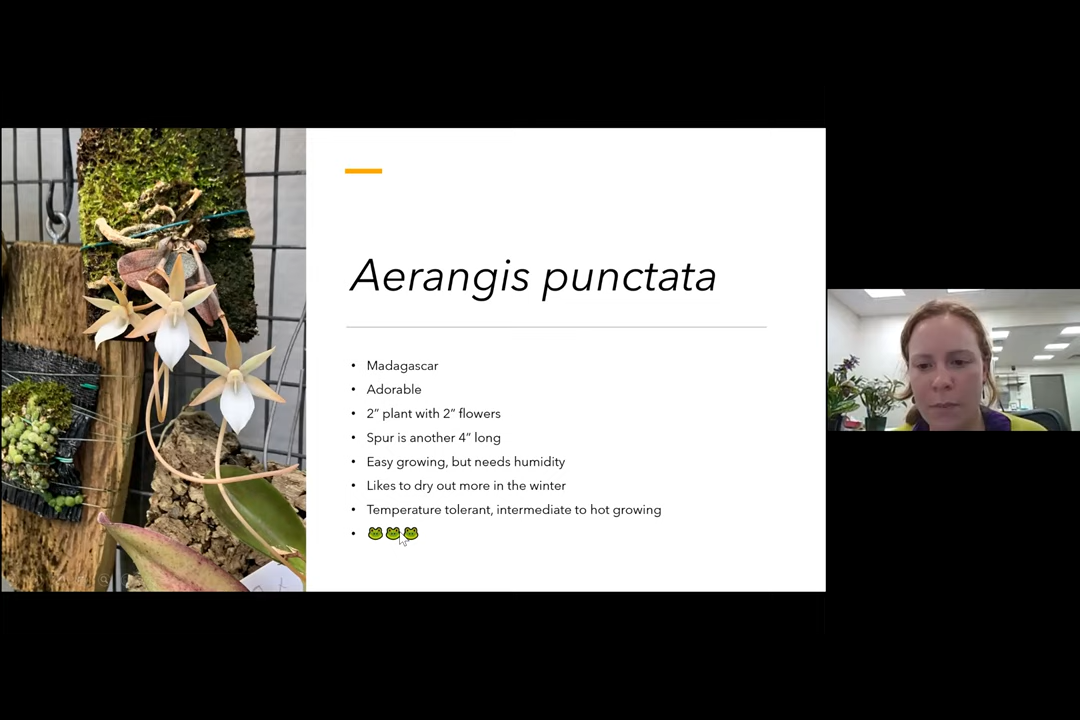 Aerangis punctata
• Madagascar
• Adorable
• 2” plant with 2” flowers
• Spur is another 4” long
• Easy growing, but needs humidity
• Likes to dry out more in the winter
• Temperature tolerant, intermediate to hot growing
• 🐸🐸🐸